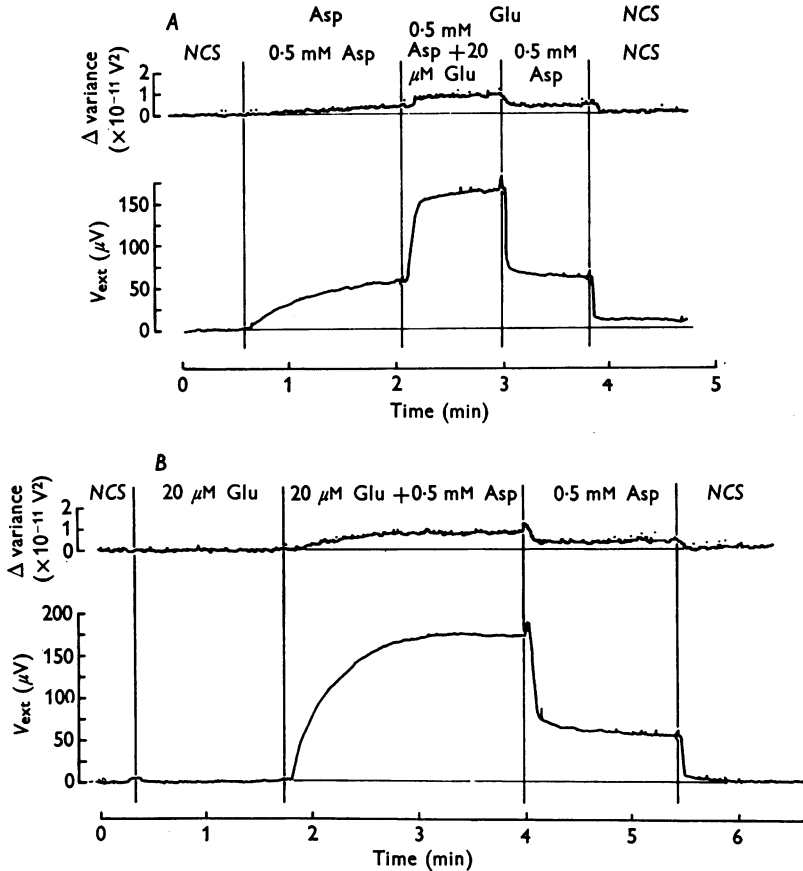 A
Asp Glu NCS
NCS 0·5 mM Asp 0·5 mM Asp +20 μM Glu 0·5 mM Asp NCS
Δ variance (×10⁻¹¹ V²)
2
1
0
Vext (μV)
150
100
50
0
0 1 2 3 4 5
Time (min)
B
NCS 20 μM Glu 20 μM Glu +0·5 mM Asp 0·5 mM Asp NCS
Δ variance (×10⁻¹¹ V²)
2
1
0
Vext (μV)
200
150
100
50
0
0 1 2 3 4 5 6
Time (min)